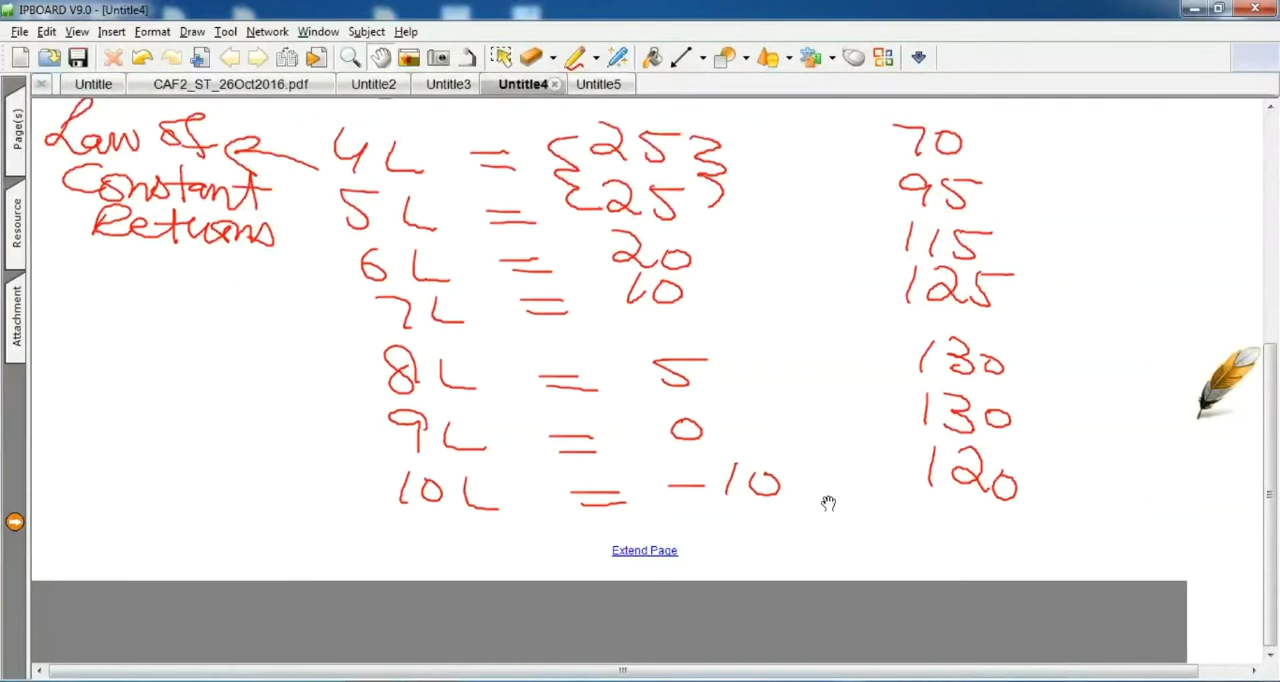 IPBOARD V9.0 - [Untitle4]
File Edit View Insert Format Draw Tool Network Window Subject Help
Untitle CAF2_ST_26Oct2016.pdf Untitle2 Untitle3 Untitle4 Untitle5
Page(s)
Resource
Attachment
Law of
Constant
Returns
4L = {25} 70
5L = {25} 95
6L = 20 115
7L = 10 125
8L = 5 130
9L = 0 130
10L = -10 120
Extend Page